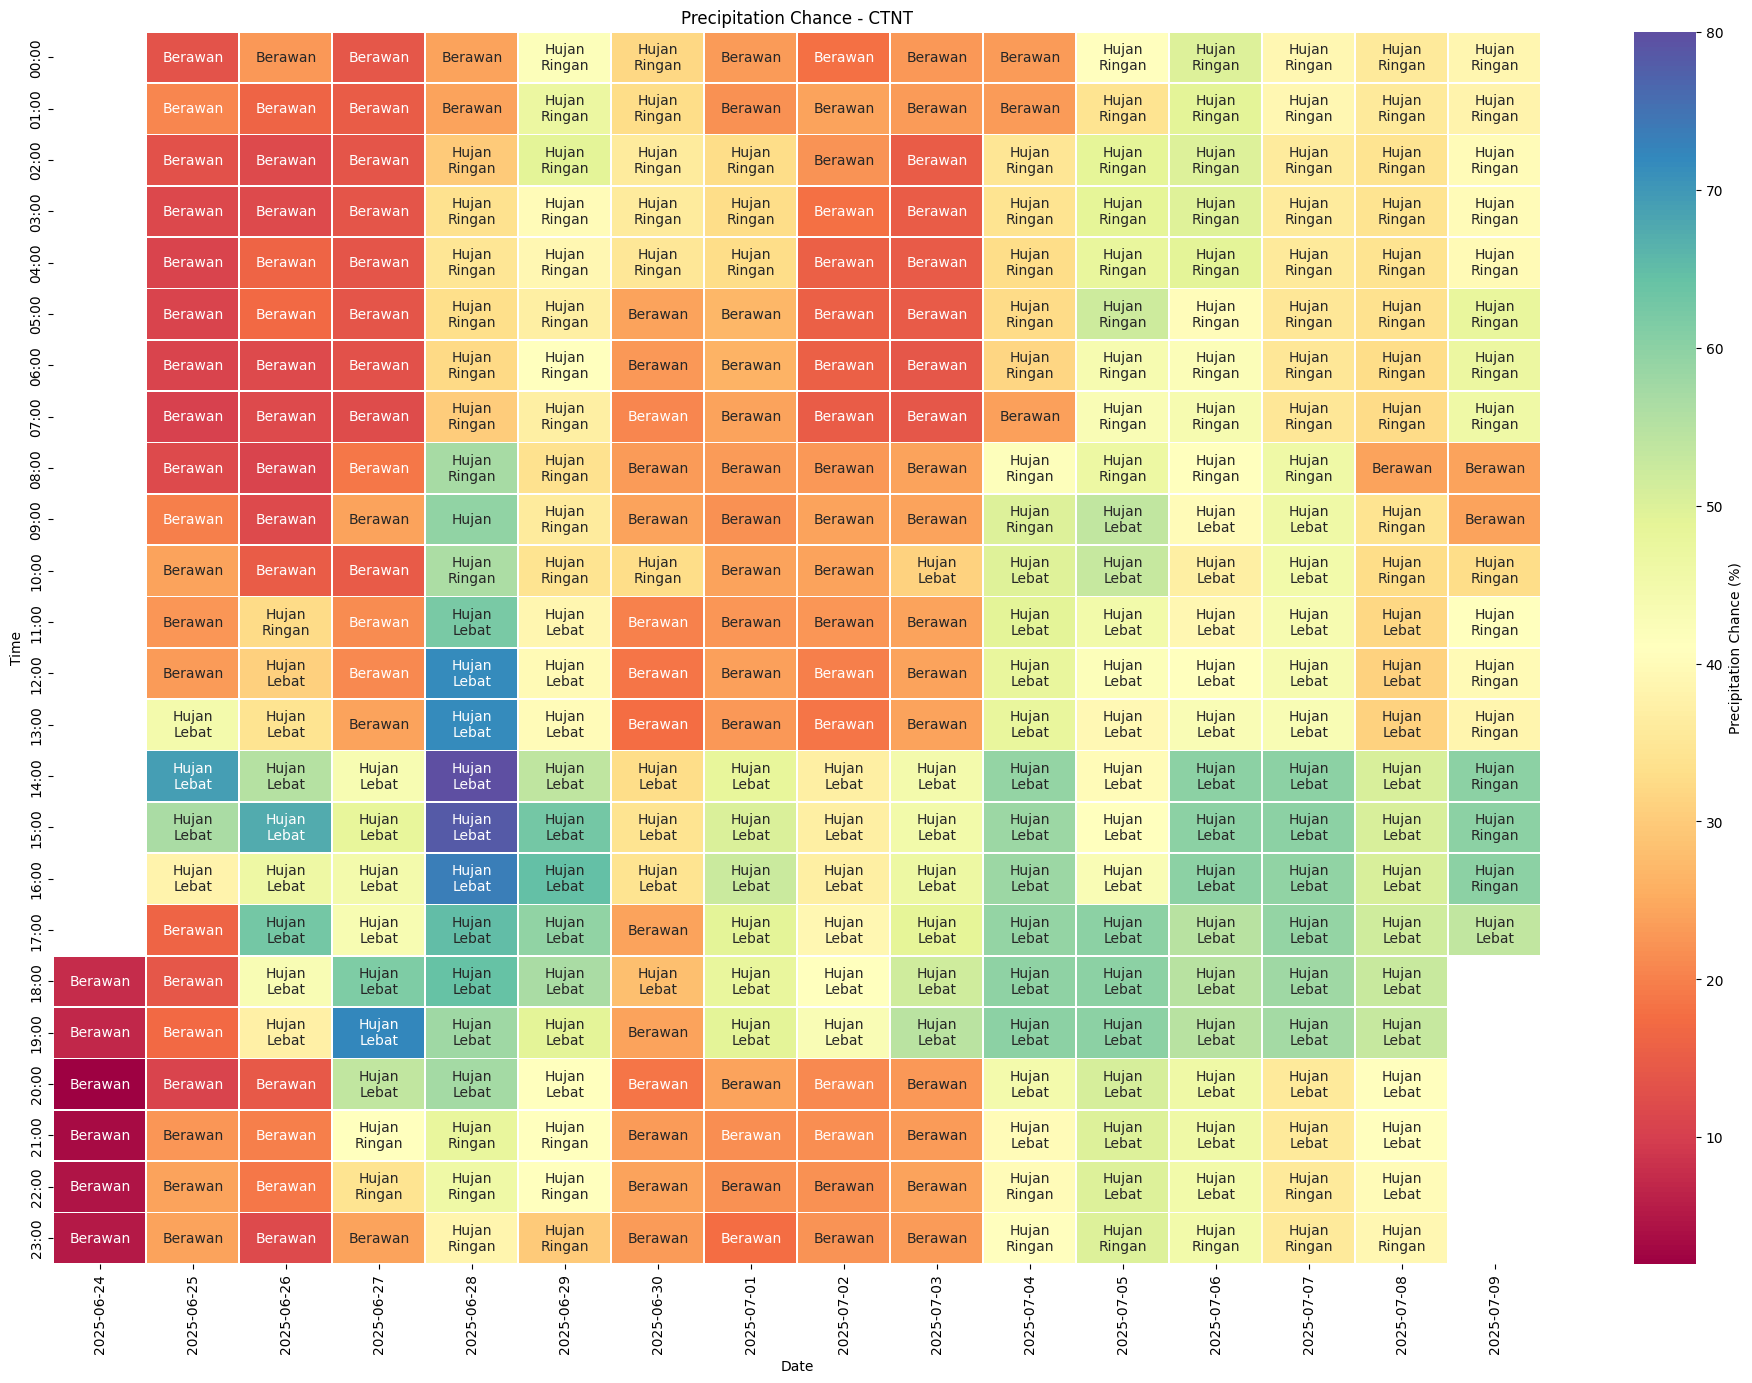 Precipitation Chance - CTNT
00:00 Berawan Berawan Berawan Berawan Hujan Ringan Hujan Ringan Berawan Berawan Berawan Berawan Hujan Ringan Hujan Ringan Hujan Ringan Hujan Ringan Hujan Ringan
01:00 Berawan Berawan Berawan Berawan Hujan Ringan Hujan Ringan Berawan Berawan Berawan Berawan Hujan Ringan Hujan Ringan Hujan Ringan Hujan Ringan Hujan Ringan
02:00 Berawan Berawan Berawan Hujan Ringan Hujan Ringan Hujan Ringan Hujan Ringan Berawan Berawan Hujan Ringan Hujan Ringan Hujan Ringan Hujan Ringan Hujan Ringan Hujan Ringan
03:00 Berawan Berawan Berawan Hujan Ringan Hujan Ringan Hujan Ringan Hujan Ringan Berawan Berawan Hujan Ringan Hujan Ringan Hujan Ringan Hujan Ringan Hujan Ringan Hujan Ringan
04:00 Berawan Berawan Berawan Hujan Ringan Hujan Ringan Hujan Ringan Hujan Ringan Berawan Berawan Hujan Ringan Hujan Ringan Hujan Ringan Hujan Ringan Hujan Ringan Hujan Ringan
05:00 Berawan Berawan Berawan Hujan Ringan Hujan Ringan Berawan Berawan Berawan Berawan Hujan Ringan Hujan Ringan Hujan Ringan Hujan Ringan Hujan Ringan Hujan Ringan
06:00 Berawan Berawan Berawan Hujan Ringan Hujan Ringan Berawan Berawan Berawan Berawan Hujan Ringan Hujan Ringan Hujan Ringan Hujan Ringan Hujan Ringan Hujan Ringan
07:00 Berawan Berawan Berawan Hujan Ringan Hujan Ringan Berawan Berawan Berawan Berawan Berawan Hujan Ringan Hujan Ringan Hujan Ringan Hujan Ringan Hujan Ringan
08:00 Berawan Berawan Berawan Hujan Ringan Hujan Ringan Berawan Berawan Berawan Berawan Hujan Ringan Hujan Ringan Hujan Ringan Hujan Ringan Berawan Berawan
09:00 Berawan Berawan Berawan Hujan Hujan Ringan Berawan Berawan Berawan Berawan Hujan Ringan Hujan Lebat Hujan Lebat Hujan Lebat Hujan Ringan Berawan
10:00 Berawan Berawan Berawan Hujan Ringan Hujan Ringan Hujan Ringan Berawan Berawan Hujan Lebat Hujan Lebat Hujan Lebat Hujan Lebat Hujan Lebat Hujan Ringan Hujan Ringan
11:00 Berawan Hujan Ringan Berawan Hujan Lebat Hujan Lebat Berawan Berawan Berawan Berawan Hujan Lebat Hujan Lebat Hujan Lebat Hujan Lebat Hujan Lebat Hujan Ringan
12:00 Berawan Hujan Lebat Berawan Hujan Lebat Hujan Lebat Berawan Berawan Berawan Berawan Hujan Lebat Hujan Lebat Hujan Lebat Hujan Lebat Hujan Lebat Hujan Ringan
13:00 Hujan Lebat Hujan Lebat Berawan Hujan Lebat Hujan Lebat Berawan Berawan Berawan Berawan Hujan Lebat Hujan Lebat Hujan Lebat Hujan Lebat Hujan Lebat Hujan Ringan
14:00 Hujan Lebat Hujan Lebat Hujan Lebat Hujan Lebat Hujan Lebat Hujan Lebat Hujan Lebat Hujan Lebat Hujan Lebat Hujan Lebat Hujan Lebat Hujan Lebat Hujan Lebat Hujan Lebat Hujan Ringan
15:00 Hujan Lebat Hujan Lebat Hujan Lebat Hujan Lebat Hujan Lebat Hujan Lebat Hujan Lebat Hujan Lebat Hujan Lebat Hujan Lebat Hujan Lebat Hujan Lebat Hujan Lebat Hujan Lebat Hujan Ringan
16:00 Hujan Lebat Hujan Lebat Hujan Lebat Hujan Lebat Hujan Lebat Hujan Lebat Hujan Lebat Hujan Lebat Hujan Lebat Hujan Lebat Hujan Lebat Hujan Lebat Hujan Lebat Hujan Lebat Hujan Ringan
17:00 Berawan Hujan Lebat Hujan Lebat Hujan Lebat Hujan Lebat Berawan Hujan Lebat Hujan Lebat Hujan Lebat Hujan Lebat Hujan Lebat Hujan Lebat Hujan Lebat Hujan Lebat Hujan Lebat
18:00 Berawan Berawan Hujan Lebat Hujan Lebat Hujan Lebat Hujan Lebat Hujan Lebat Hujan Lebat Hujan Lebat Hujan Lebat Hujan Lebat Hujan Lebat Hujan Lebat Hujan Lebat Hujan Lebat
19:00 Berawan Berawan Hujan Lebat Hujan Lebat Hujan Lebat Hujan Lebat Berawan Hujan Lebat Hujan Lebat Hujan Lebat Hujan Lebat Hujan Lebat Hujan Lebat Hujan Lebat Hujan Lebat
20:00 Berawan Berawan Berawan Hujan Lebat Hujan Lebat Hujan Lebat Berawan Berawan Berawan Berawan Hujan Lebat Hujan Lebat Hujan Lebat Hujan Lebat Hujan Lebat
21:00 Berawan Berawan Berawan Hujan Ringan Hujan Ringan Hujan Ringan Berawan Berawan Berawan Berawan Hujan Lebat Hujan Lebat Hujan Lebat Hujan Lebat Hujan Lebat
22:00 Berawan Berawan Berawan Hujan Ringan Hujan Ringan Hujan Ringan Berawan Berawan Berawan Berawan Hujan Ringan Hujan Lebat Hujan Lebat Hujan Ringan Hujan Lebat
23:00 Berawan Berawan Berawan Berawan Hujan Ringan Hujan Ringan Berawan Berawan Berawan Berawan Hujan Ringan Hujan Ringan Hujan Ringan Hujan Ringan Hujan Ringan
Time
2025-06-24
2025-06-25
2025-06-26
2025-06-27
2025-06-28
2025-06-29
2025-06-30
2025-07-01
2025-07-02
2025-07-03
2025-07-04
2025-07-05
2025-07-06
2025-07-07
2025-07-08
2025-07-09
Date
80
70
60
50
40
30
20
10
Precipitation Chance (%)